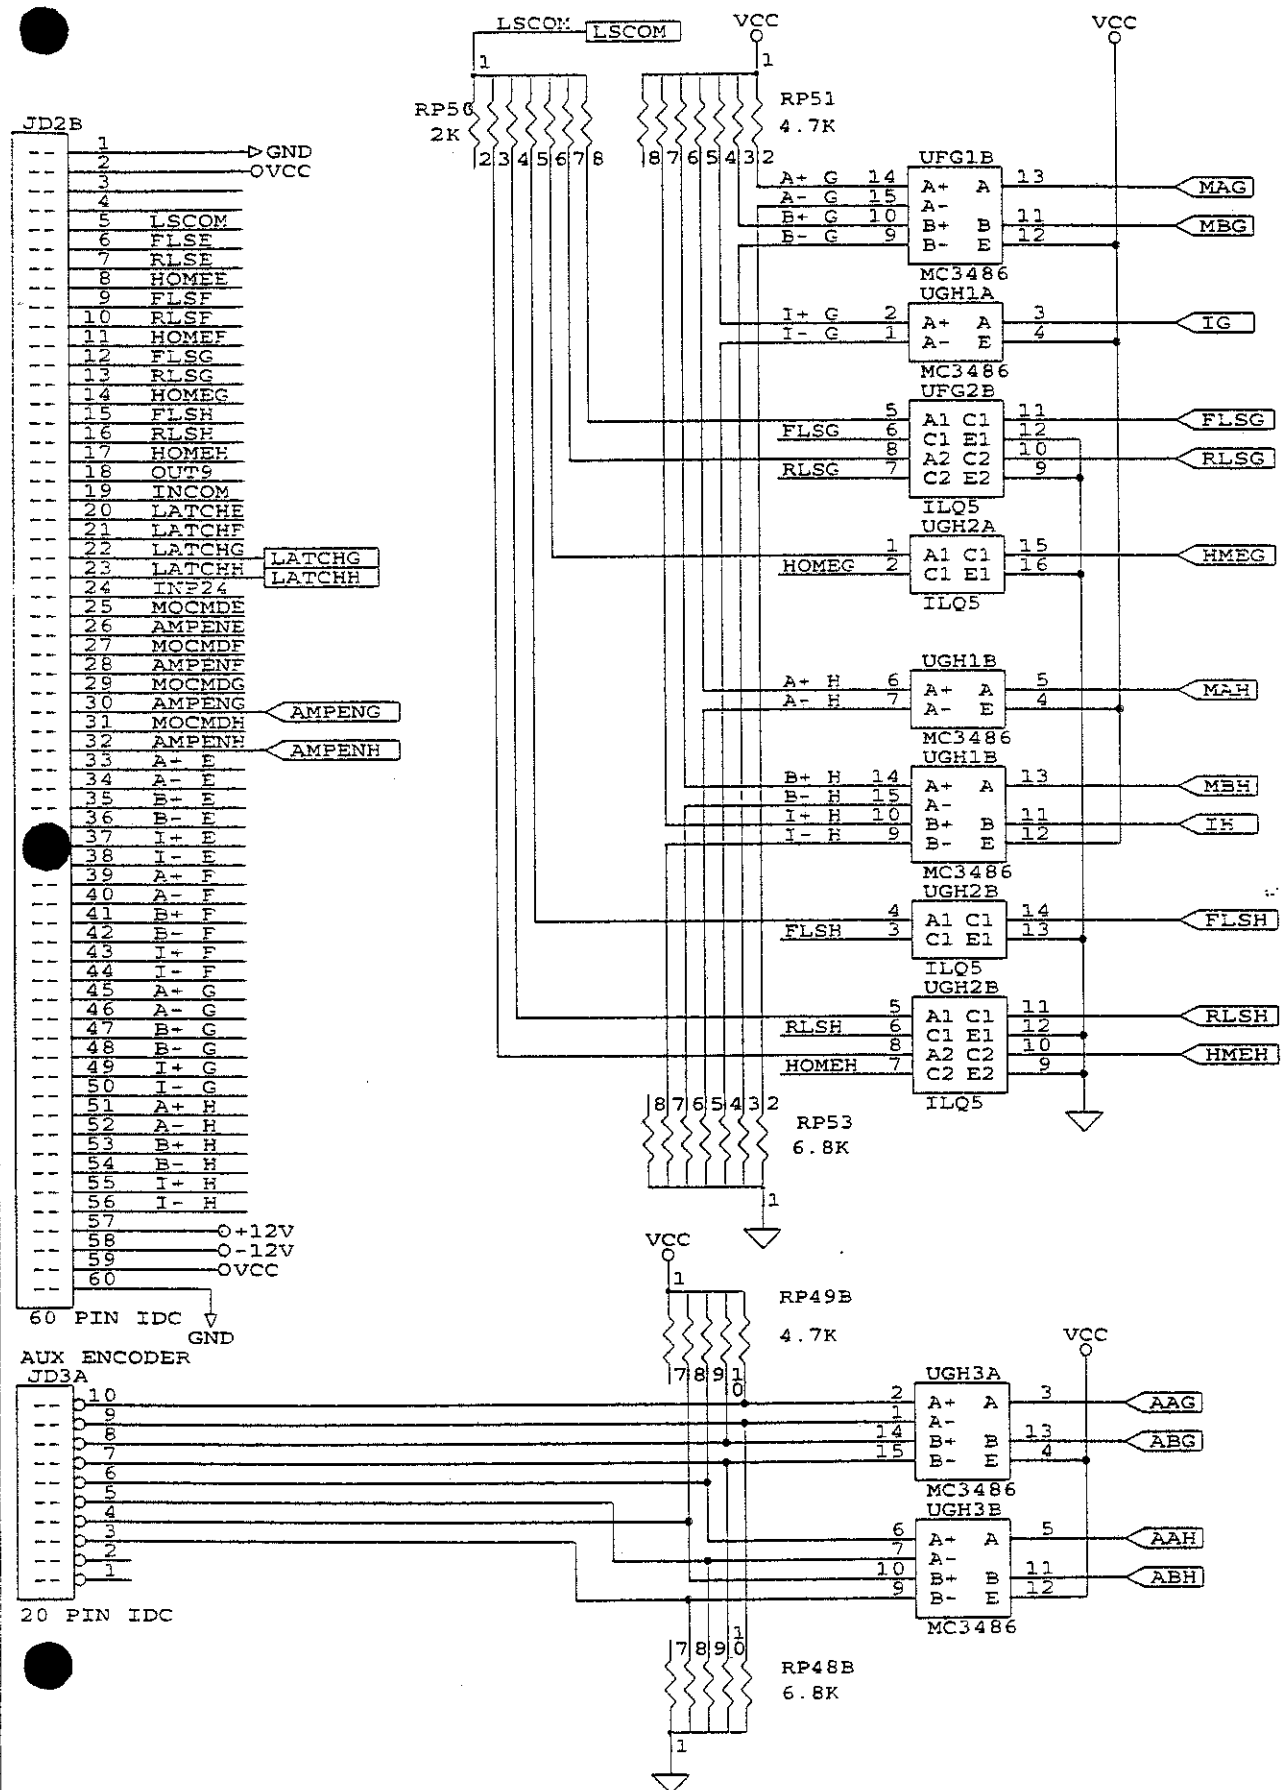 LSCOM LSCOM
VCC
VCC
1
1
RP50
2K
RP51
4.7K
2 3 4 5 6 7 8
8 7 6 5 4 3 2
JD2B
1 GND
2 VCC
3
4
5 LSCOM
6 FLSE
7 RLSE
8 HOMEE
9 FLSF
10 RLSF
11 HOMEF
12 FLSG
13 RLSG
14 HOMEG
15 FLSH
16 RLSH
17 HOMEH
18 OUT9
19 INCOM
20 LATCHE
21 LATCHF
22 LATCHG LATCHG
23 LATCHH LATCHH
24 INP24
25 MOCMDE
26 AMPENE
27 MOCMDF
28 AMPENF
29 MOCMDG
30 AMPENG AMPENG
31 MOCMDH
32 AMPENH AMPENH
33 A+ E
34 A- E
35 B+ E
36 B- E
37 I+ E
38 I- E
39 A+ F
40 A- F
41 B+ F
42 B- F
43 I+ F
44 I- F
45 A+ G
46 A- G
47 B+ G
48 B- G
49 I+ G
50 I- G
51 A+ H
52 A- H
53 B+ H
54 B- H
55 I+ H
56 I- H
57 +12V
58 -12V
59 VCC
60
60 PIN IDC
GND
UFG1B
A+ G 14 A+ A 13 MAG
A- G 15 A-
B+ G 10 B+ B 11 MBG
B- G 9 B- E 12
MC3486
UGH1A
I+ G 2 A+ A 3 IG
I- G 1 A- E 4
MC3486
UFG2B
5 A1 C1 11 FLSG
FLSG 6 C1 E1 12
8 A2 C2 10 RLSG
RLSG 7 C2 E2 9
ILQ5
UGH2A
1 A1 C1 15 HMEG
HOMEG 2 C1 E1 16
ILQ5
UGH1B
A+ H 6 A+ A 5 MAH
A- H 7 A- E 4
MC3486
UGH1B
B+ H 14 A+ A 13 MBH
B- H 15 A-
I+ H 10 B+ B 11 IH
I- H 9 B- E 12
MC3486
UGH2B
4 A1 C1 14 FLSH
FLSH 3 C1 E1 13
ILQ5
UGH2B
5 A1 C1 11 RLSH
RLSH 6 C1 E1 12
8 A2 C2 10 HMEH
HOMEH 7 C2 E2 9
ILQ5
8 7 6 5 4 3 2
RP53
6.8K
1
VCC
1
RP49B
4.7K
7 8 9 10
VCC
AUX ENCODER
JD3A
10
9
8
7
6
5
4
3
2
1
20 PIN IDC
UGH3A
2 A+ A 3 AAG
1 A-
14 B+ B 13 ABG
15 B- E 4
MC3486
UGH3B
6 A+ A 5 AAH
7 A-
10 B+ B 11 ABH
9 B- E 12
MC3486
7 8 9 10
RP48B
6.8K
1